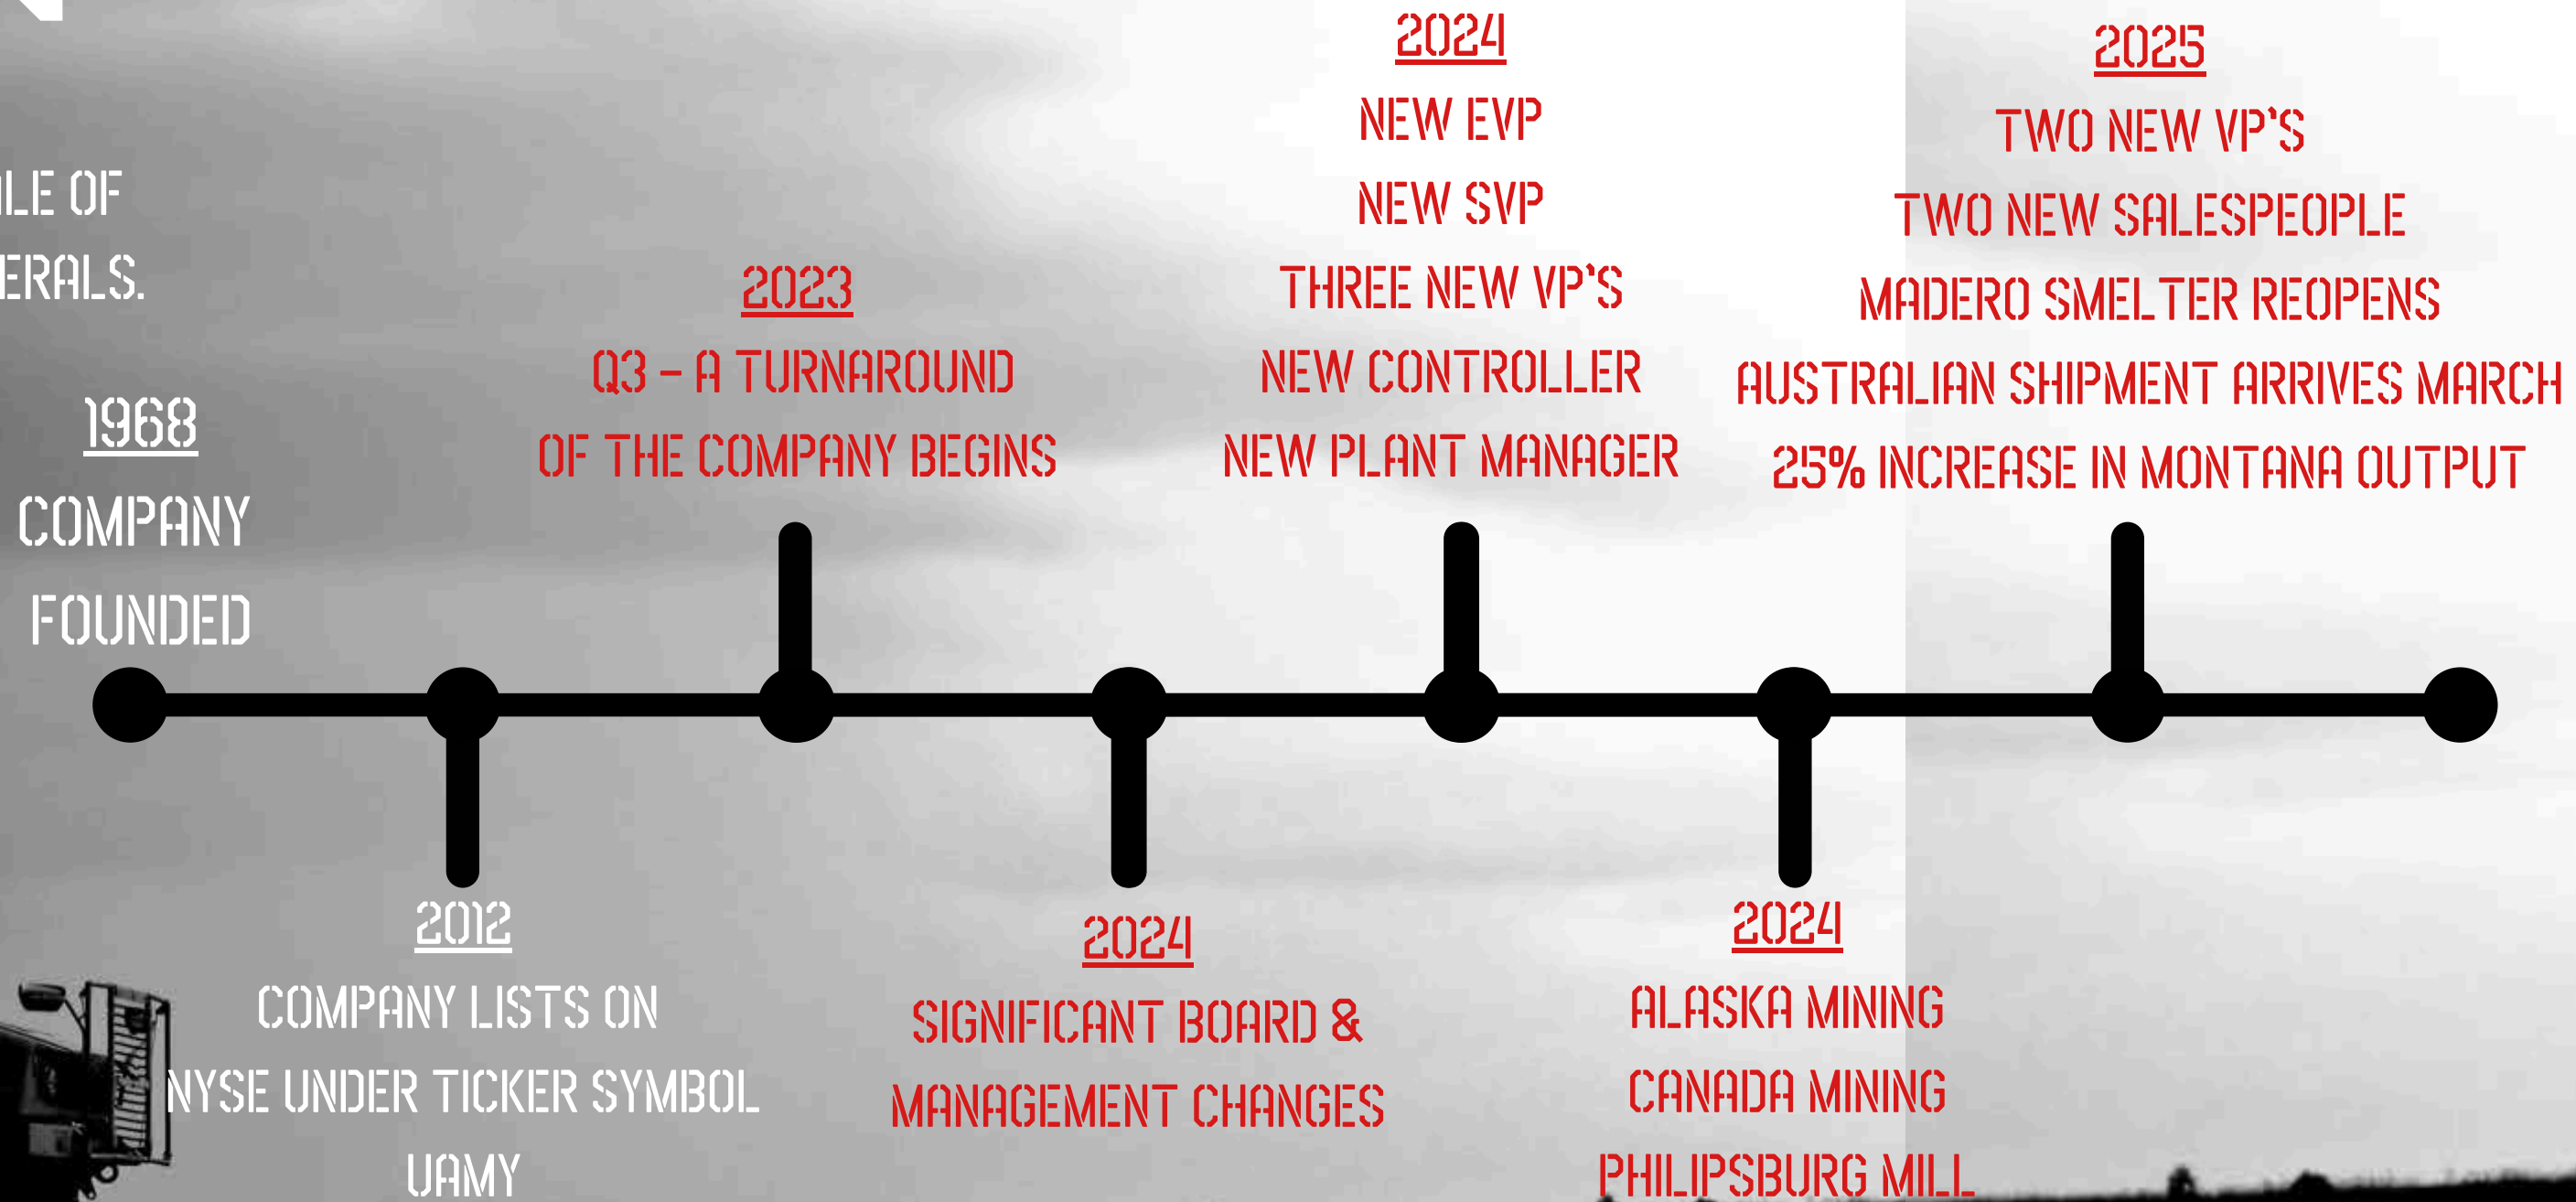 LE OF
ERALS.
1968
COMPANY
FOUNDED
2012
COMPANY LISTS ON
NYSE UNDER TICKER SYMBOL
UAMY
2023
Q3 - A TURNAROUND
OF THE COMPANY BEGINS
2024
SIGNIFICANT BOARD &
MANAGEMENT CHANGES
2024
NEW EVP
NEW SVP
THREE NEW VP'S
NEW CONTROLLER
NEW PLANT MANAGER
2024
ALASKA MINING
CANADA MINING
PHILIPSBURG MILL
2025
TWO NEW VP'S
TWO NEW SALESPEOPLE
MADERO SMELTER REOPENS
AUSTRALIAN SHIPMENT ARRIVES MARCH
25% INCREASE IN MONTANA OUTPUT